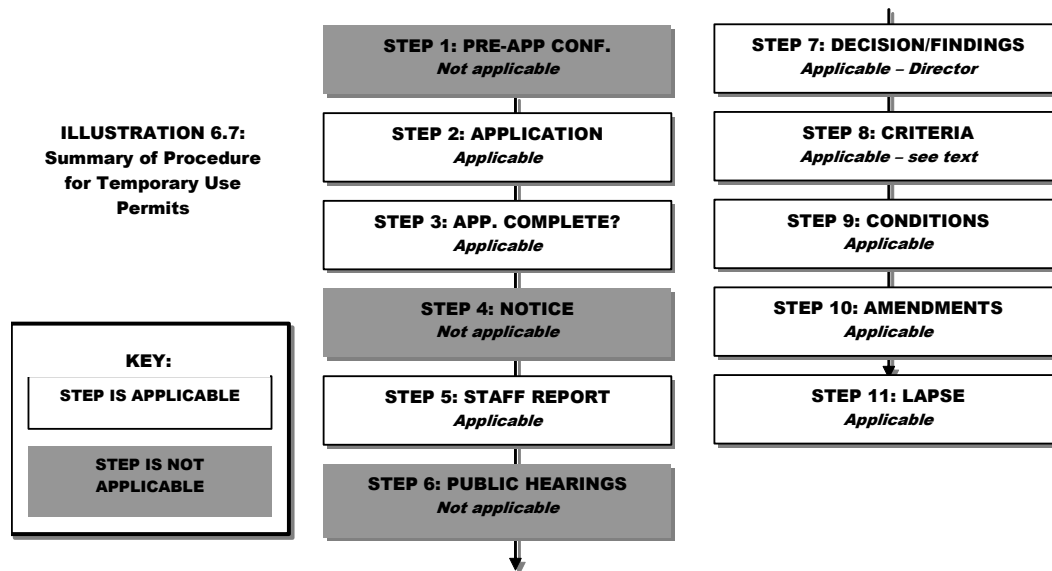 ILLUSTRATION 6.7:
Summary of Procedure
for Temporary Use
Permits
KEY:
STEP IS APPLICABLE
STEP IS NOT
APPLICABLE
STEP 1: PRE-APP CONF.
Not applicable
STEP 2: APPLICATION
Applicable
STEP 3: APP. COMPLETE?
Applicable
STEP 4: NOTICE
Not applicable
STEP 5: STAFF REPORT
Applicable
STEP 6: PUBLIC HEARINGS
Not applicable
STEP 7: DECISION/FINDINGS
Applicable – Director
STEP 8: CRITERIA
Applicable – see text
STEP 9: CONDITIONS
Applicable
STEP 10: AMENDMENTS
Applicable
STEP 11: LAPSE
Applicable